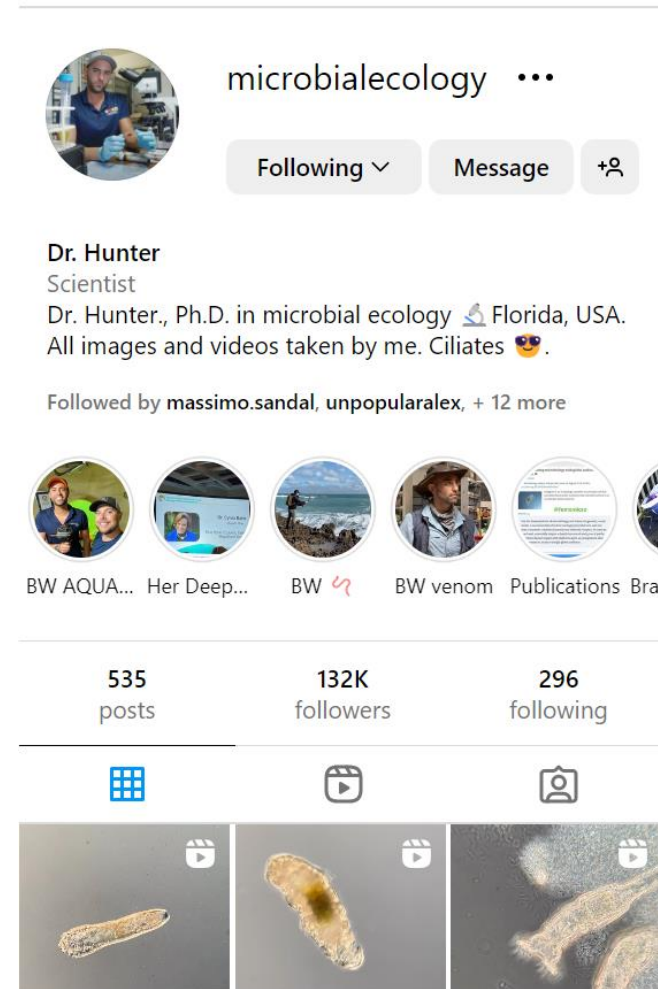 microbialecology
Following
Message
Dr. Hunter
Scientist
Dr. Hunter., Ph.D. in microbial ecology 🔬 Florida, USA.
All images and videos taken by me. Ciliates 😎.
Followed by massimo.sandal, unpopularalex, + 12 more
BW AQUA... Her Deep... BW 🪱 BW venom Publications Bra
535 132K 296
posts followers following